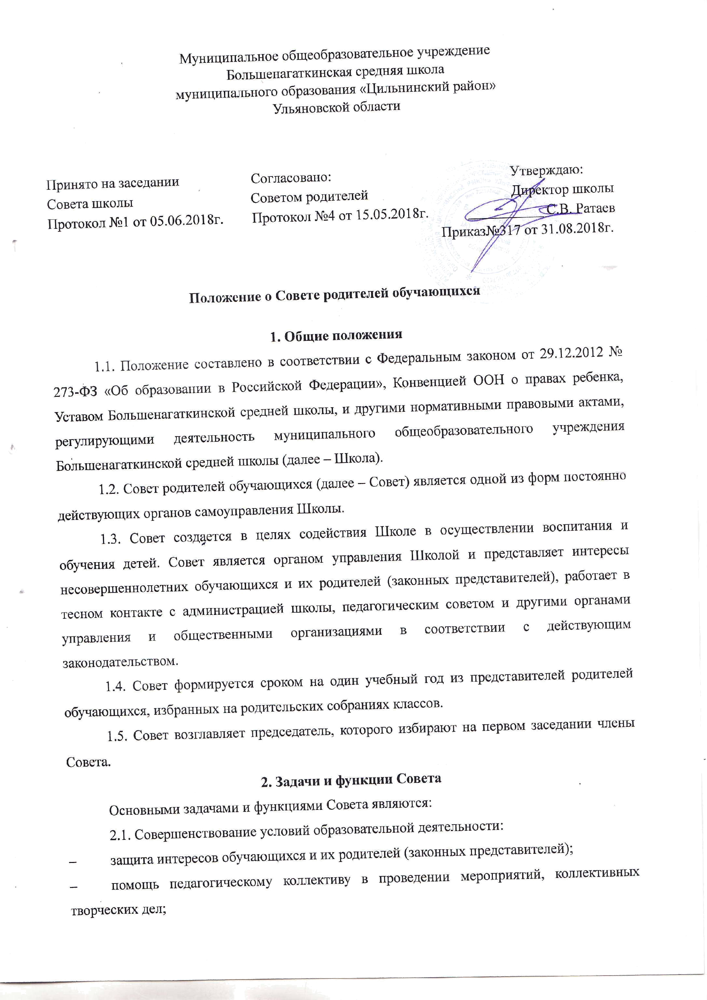 Муниципальное общеобразовательное учреждение
Большенагаткинская средняя школа
муниципального образования «Цильнинский район»
Ульяновской области
Принято на заседании
Совета школы
Протокол №1 от 05.06.2018г.
Согласовано:
Советом родителей
Протокол №4 от 15.05.2018г.
Утверждаю:
Директор школы
____________С.В. Ратаев
Приказ№317 от 31.08.2018г.
Положение о Совете родителей обучающихся
1. Общие положения
1.1. Положение составлено в соответствии с Федеральным законом от 29.12.2012 №
273-ФЗ «Об образовании в Российской Федерации», Конвенцией ООН о правах ребенка,
Уставом Большенагаткинской средней школы, и другими нормативными правовыми актами,
регулирующими деятельность муниципального общеобразовательного учреждения
Большенагаткинской средней школы (далее – Школа).
1.2. Совет родителей обучающихся (далее – Совет) является одной из форм постоянно
действующих органов самоуправления Школы.
1.3. Совет создается в целях содействия Школе в осуществлении воспитания и
обучения детей. Совет является органом управления Школой и представляет интересы
несовершеннолетних обучающихся и их родителей (законных представителей), работает в
тесном контакте с администрацией школы, педагогическим советом и другими органами
управления и общественными организациями в соответствии с действующим
законодательством.
1.4. Совет формируется сроком на один учебный год из представителей родителей
обучающихся, избранных на родительских собраниях классов.
1.5. Совет возглавляет председатель, которого избирают на первом заседании члены
Совета.
2. Задачи и функции Совета
Основными задачами и функциями Совета являются:
2.1. Совершенствование условий образовательной деятельности:
– защита интересов обучающихся и их родителей (законных представителей);
– помощь педагогическому коллективу в проведении мероприятий, коллективных
творческих дел;